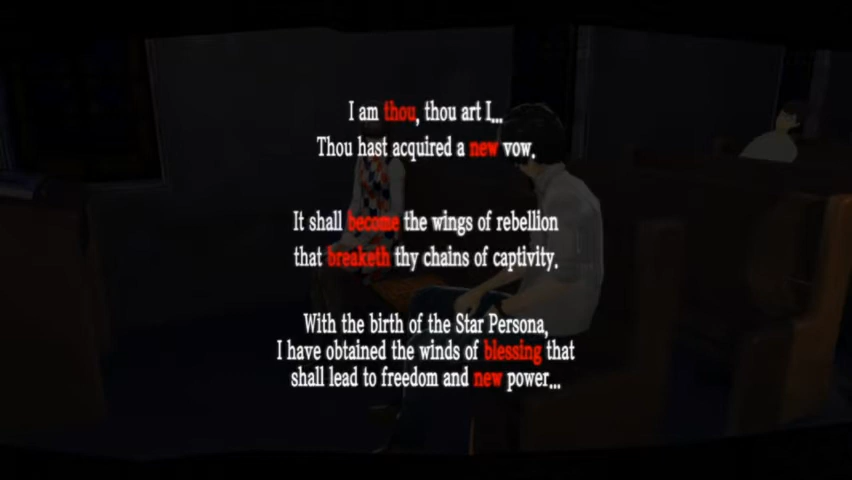 I am thou, thou art I...
Thou hast acquired a new vow.
It shall become the wings of rebellion
that breaketh thy chains of captivity.
With the birth of the Star Persona,
I have obtained the winds of blessing that
shall lead to freedom and new power...